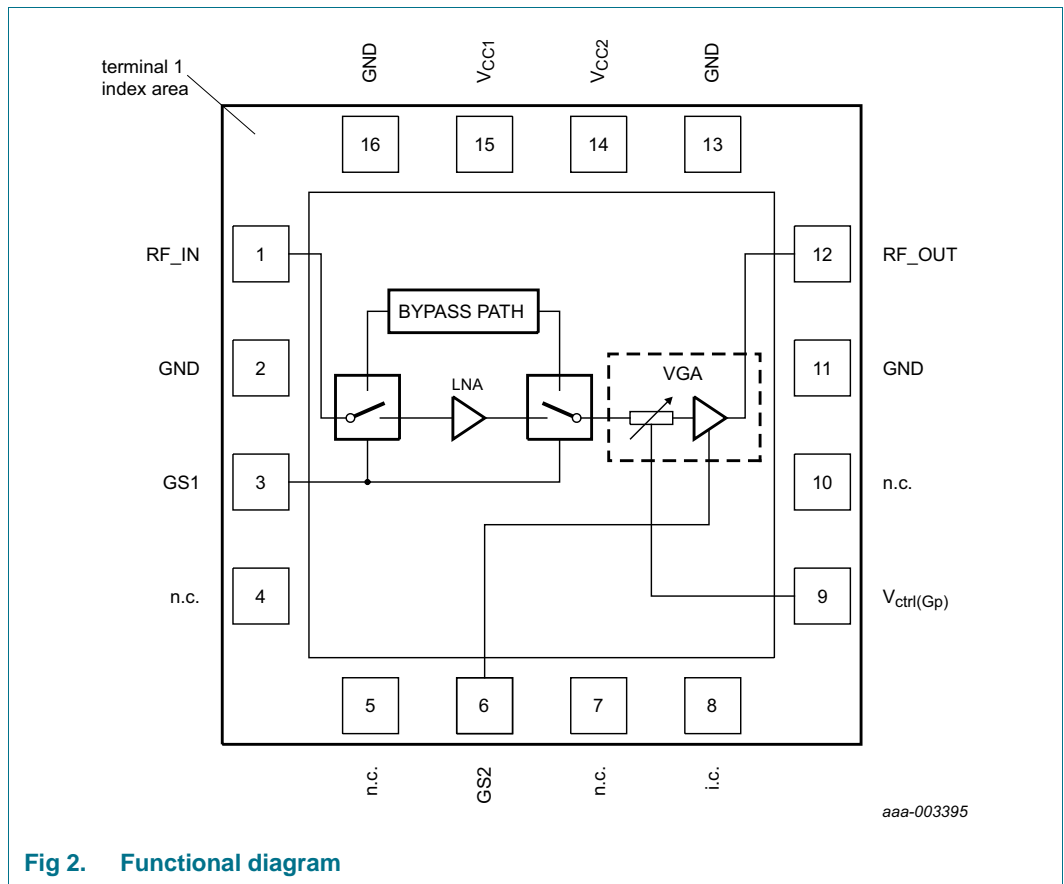 terminal 1
index area
GND
VCC1
VCC2
GND
16
15
14
13
RF_IN
1
12
RF_OUT
BYPASS PATH
GND
2
LNA
VGA
11
GND
GS1
3
10
n.c.
n.c.
4
9
Vctrl(Gp)
5
6
7
8
n.c.
GS2
n.c.
i.c.
aaa-003395
Fig 2. Functional diagram